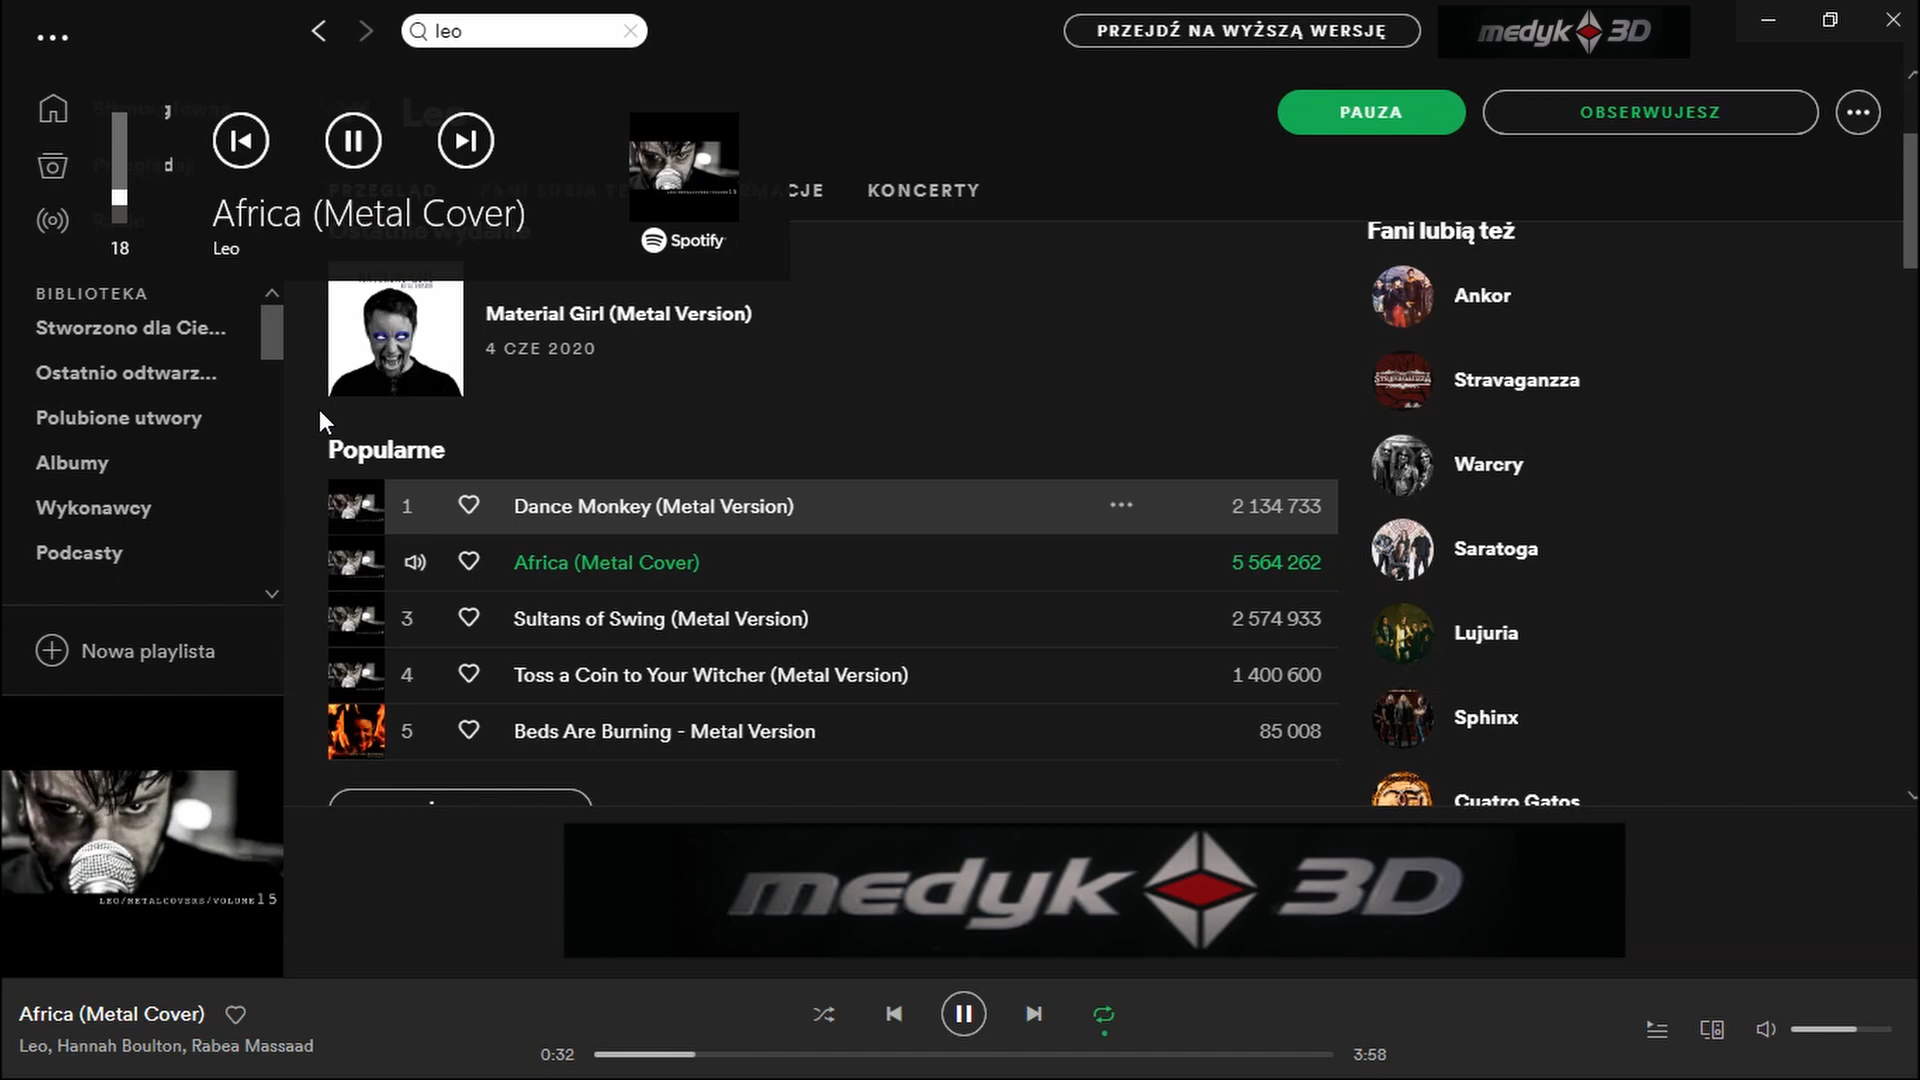 leo
PRZEJDŹ NA WYŻSZĄ WERSJĘ
medyk 3D
PAUZA
OBSERWUJESZ
Africa (Metal Cover)
Leo
18
Spotify
PRZEGLĄD
KONCERTY
BIBLIOTEKA
Stworzono dla Cie...
Ostatnio odtwarz...
Polubione utwory
Albumy
Wykonawcy
Podcasty
Nowa playlista
Material Girl (Metal Version)
4 CZE 2020
Popularne
1 Dance Monkey (Metal Version) 2 134 733
Africa (Metal Cover) 5 564 262
3 Sultans of Swing (Metal Version) 2 574 933
4 Toss a Coin to Your Witcher (Metal Version) 1 400 600
5 Beds Are Burning - Metal Version 85 008
Fani lubią też
Ankor
Stravaganzza
Warcry
Saratoga
Lujuria
Sphinx
Cuatro Gatos
LEO/METALCOVERS/VOLUME 15
medyk 3D
Africa (Metal Cover)
Leo, Hannah Boulton, Rabea Massaad
0:32
3:58